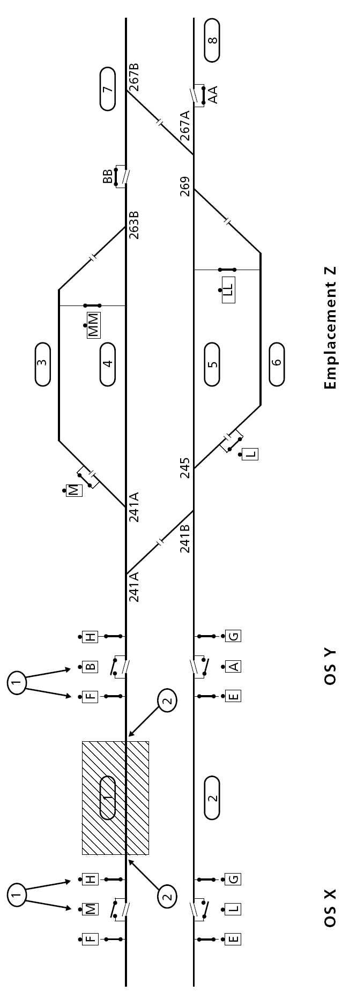 1 1
3
M
F M H F B H MM
1 4 BB 7
241A 241A 263B 267B
2 2
241B 245 269 267A
2 5 AA 8
E L G E A G LL
L
6
OS X OS Y Emplacement Z